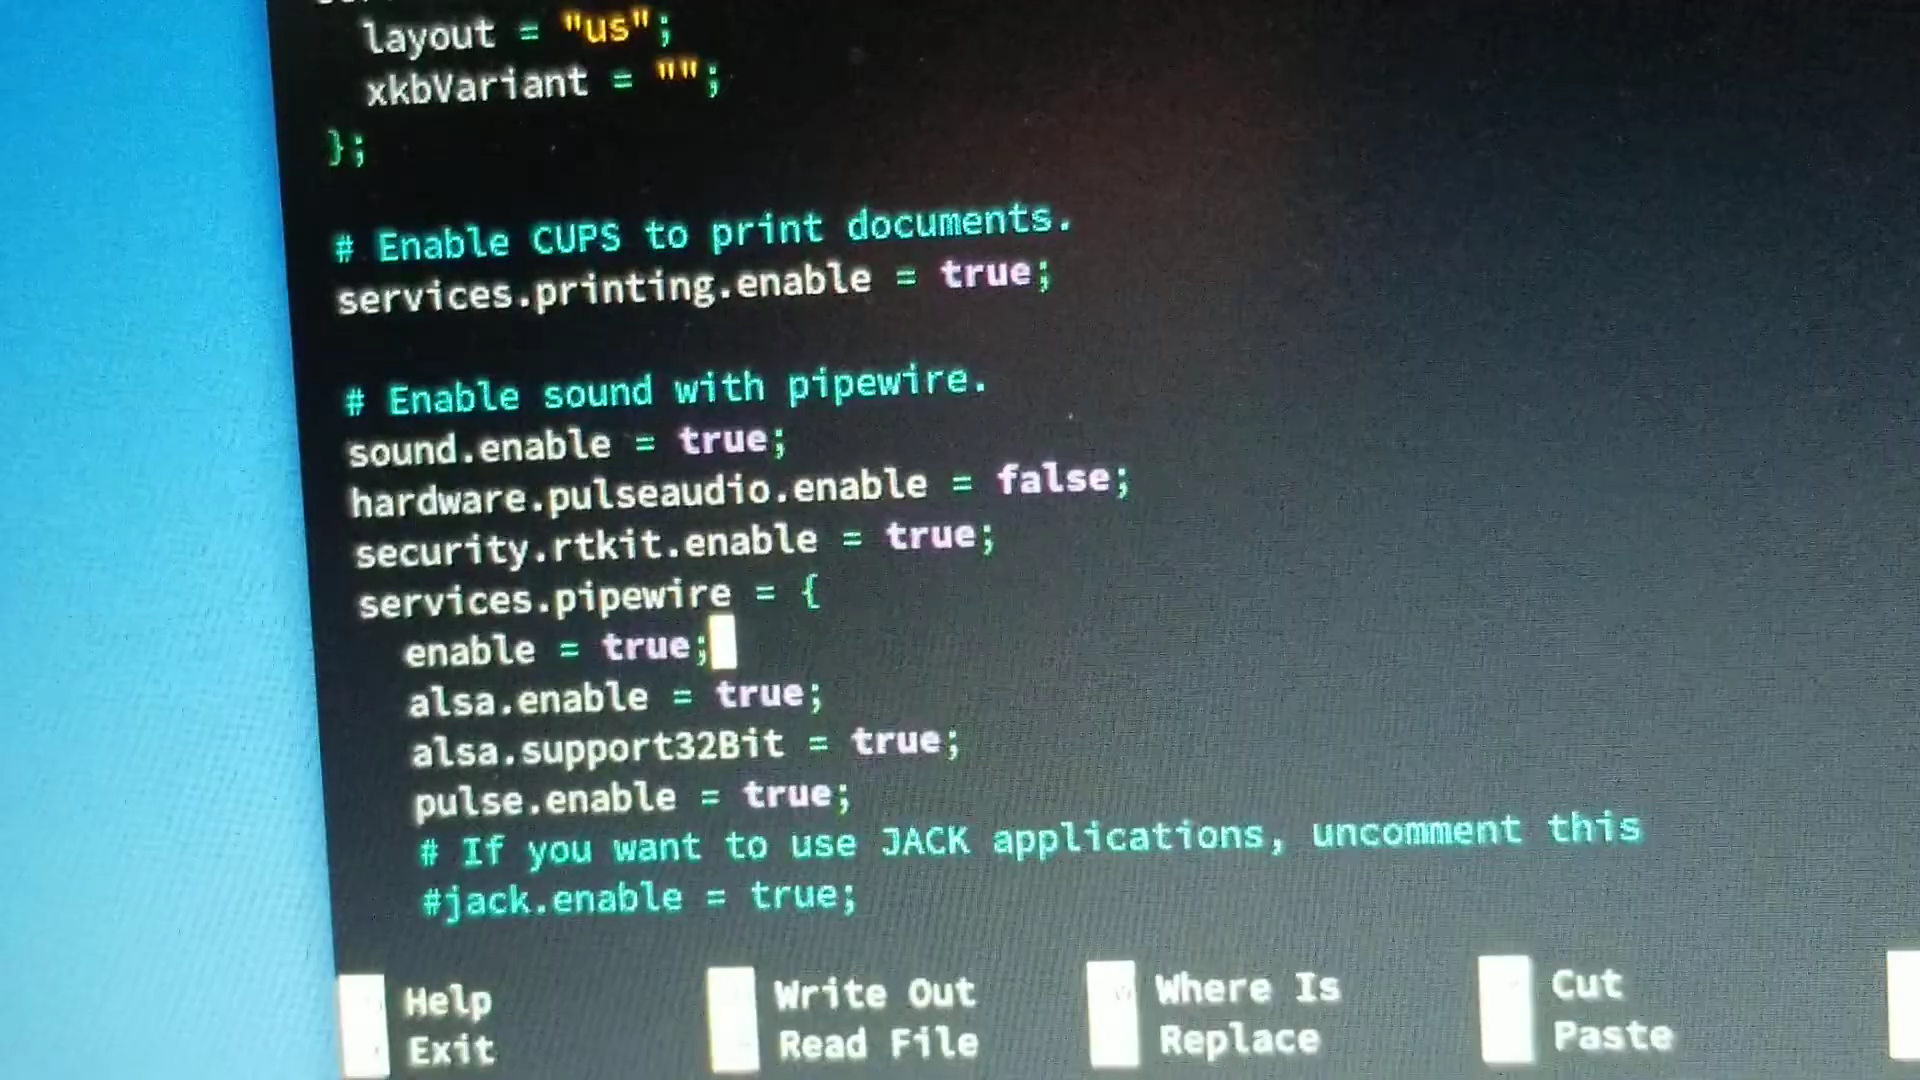 layout = "us";
xkbVariant = "";
};
# Enable CUPS to print documents.
services.printing.enable = true;
# Enable sound with pipewire.
sound.enable = true;
hardware.pulseaudio.enable = false;
security.rtkit.enable = true;
services.pipewire = {
enable = true;
alsa.enable = true;
alsa.support32Bit = true;
pulse.enable = true;
# If you want to use JACK applications, uncomment this
#jack.enable = true;
Help Write Out Where Is Cut
Exit Read File Replace Paste